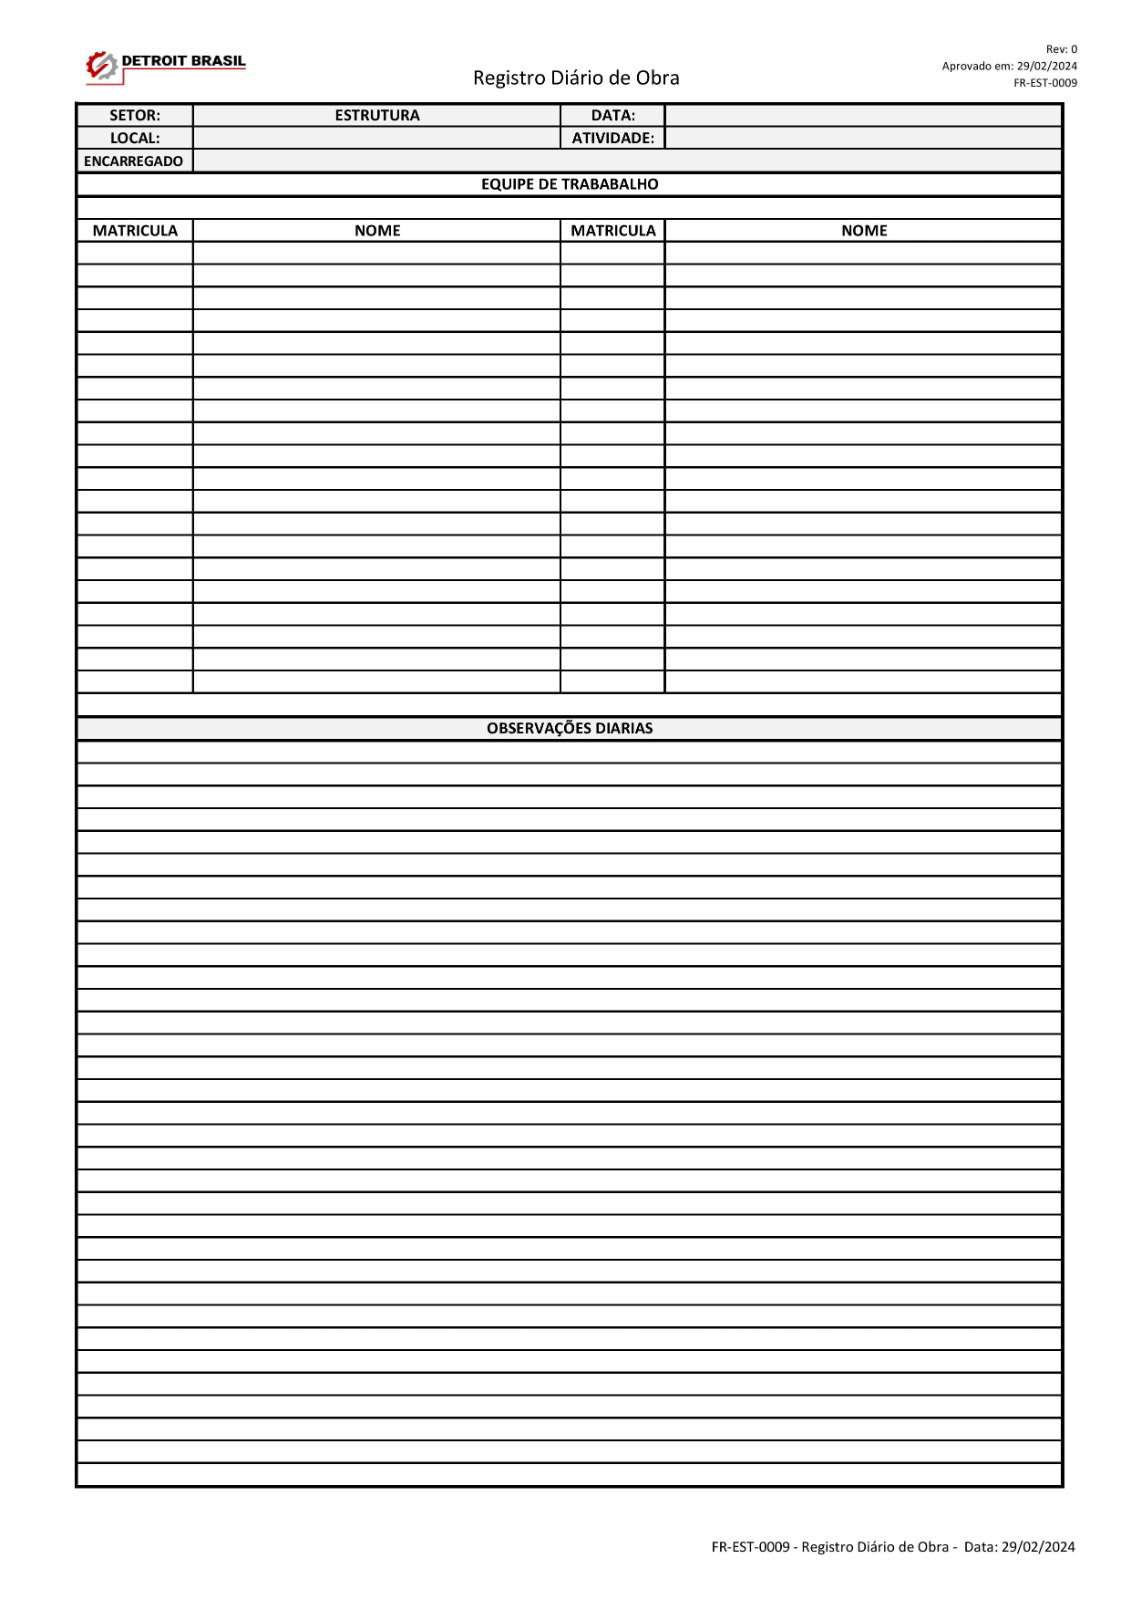 DETROIT BRASIL
Registro Diário de Obra
Rev: 0
Aprovado em: 29/02/2024
FR-EST-0009
SETOR: ESTRUTURA DATA:
LOCAL: ATIVIDADE:
ENCARREGADO
EQUIPE DE TRABABALHO
MATRICULA NOME MATRICULA NOME
OBSERVAÇÕES DIARIAS
FR-EST-0009 - Registro Diário de Obra - Data: 29/02/2024